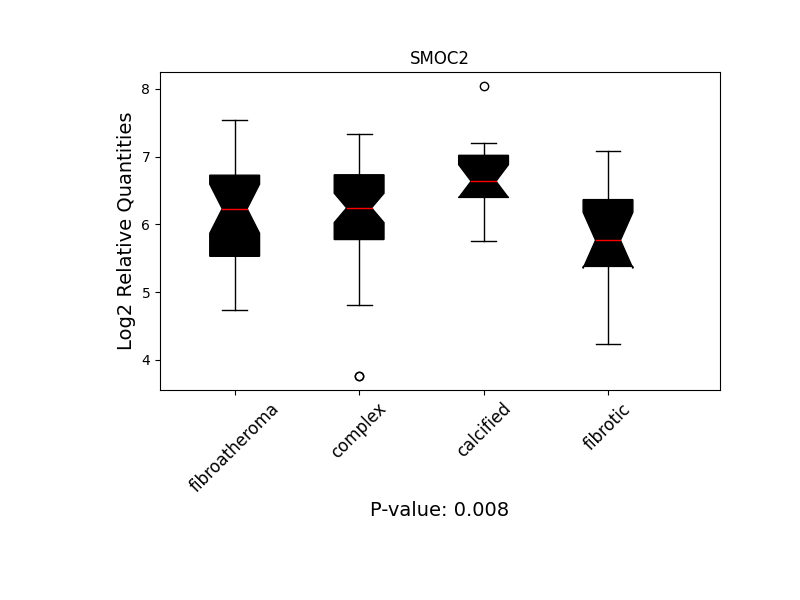 SMOC2
Log2 Relative Quantities
8
7
6
5
4
fibroatheroma
complex
calcified
fibrotic
P-value: 0.008